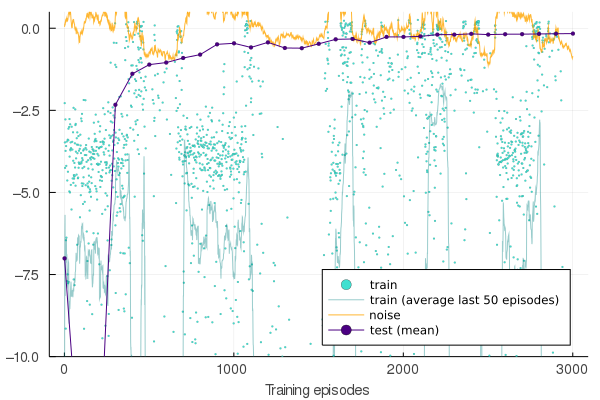 0.0
−2.5
−5.0
−7.5
−10.0
train
train (average last 50 episodes)
noise
test (mean)
0 1000 2000 3000
Training episodes